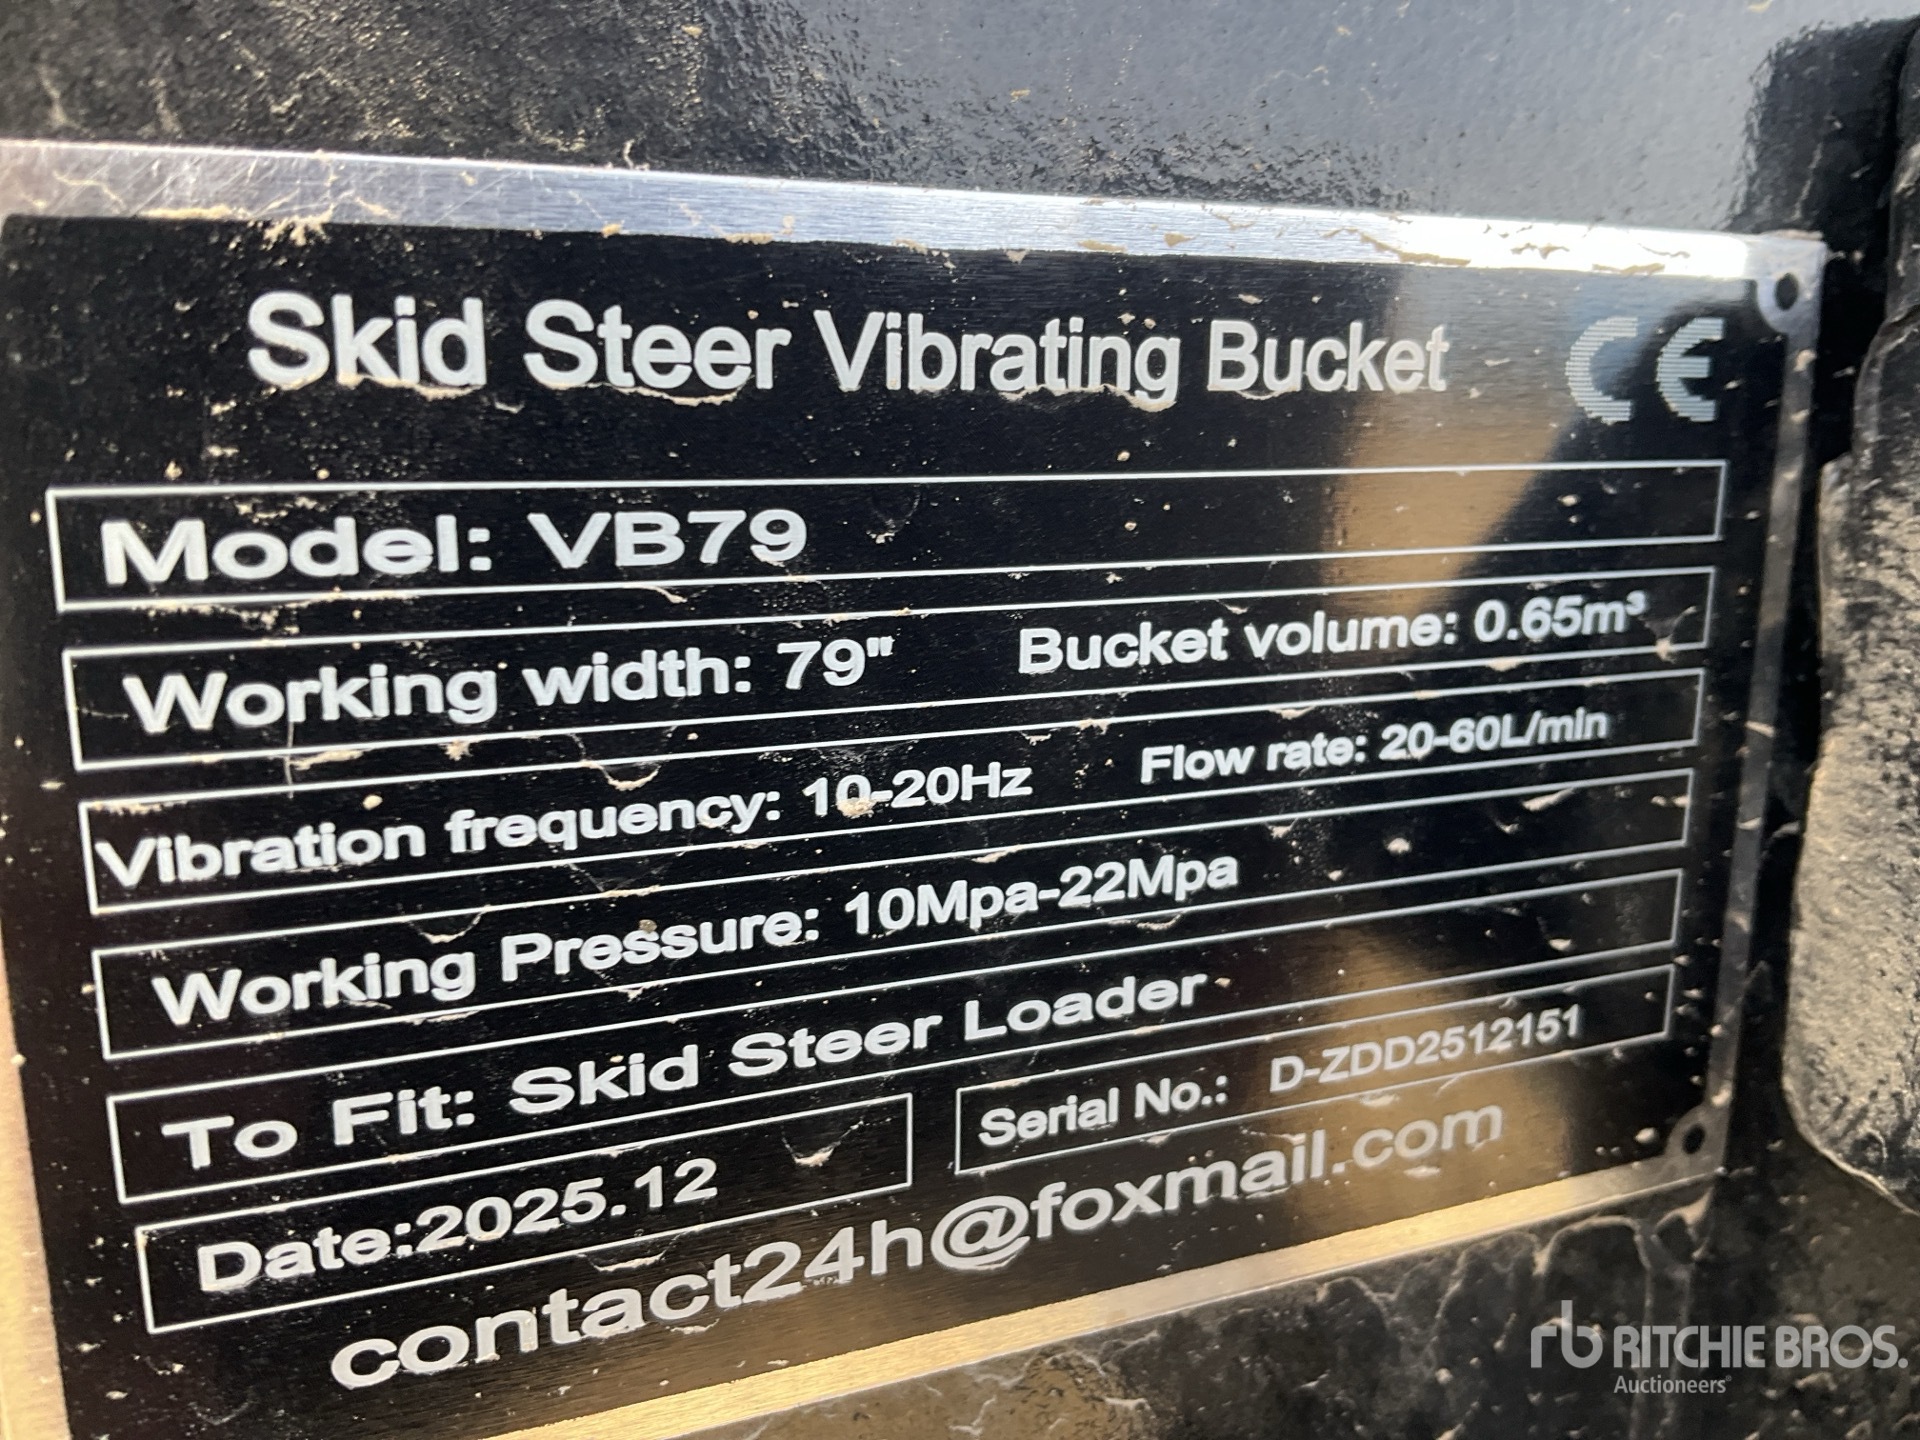 Skid Steer Vibrating Bucket CE
Model: VB79
Working width: 79" Bucket volume: 0.65m³
Vibration frequency: 10-20Hz Flow rate: 20-60L/min
Working Pressure: 10Mpa-22Mpa
To Fit: Skid Steer Loader
Date:2025.12 Serial No.: D-ZDD2512151
contact24h@foxmail.com
rb RITCHIE BROS.
Auctioneers